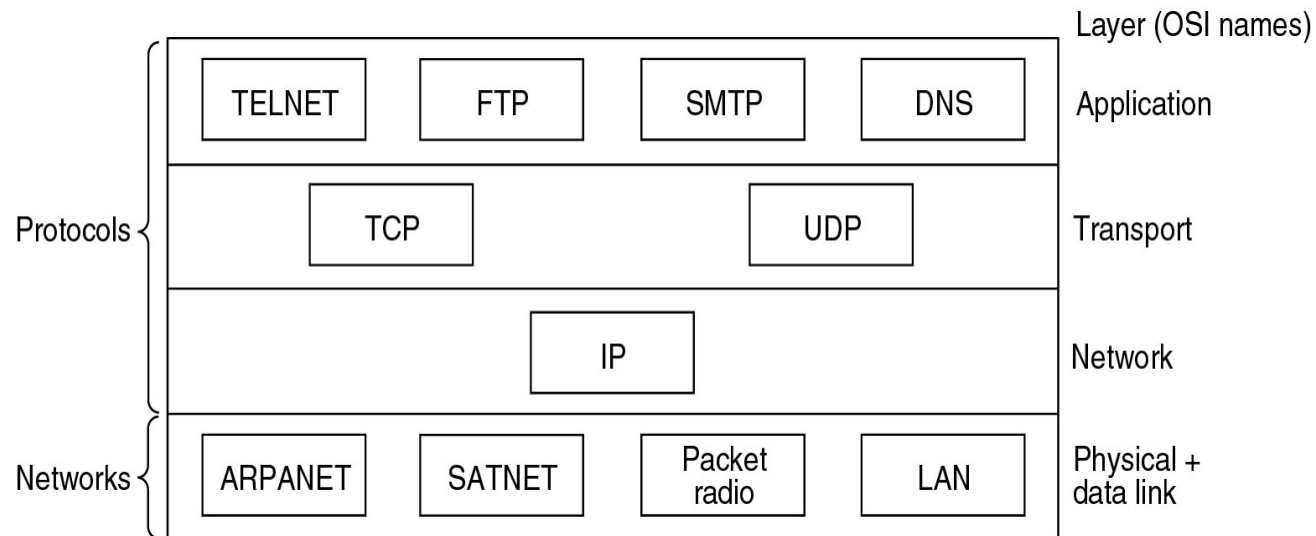 Layer (OSI names)
TELNET FTP SMTP DNS Application
Protocols TCP UDP Transport
IP Network
Networks ARPANET SATNET Packet radio LAN Physical +
data link